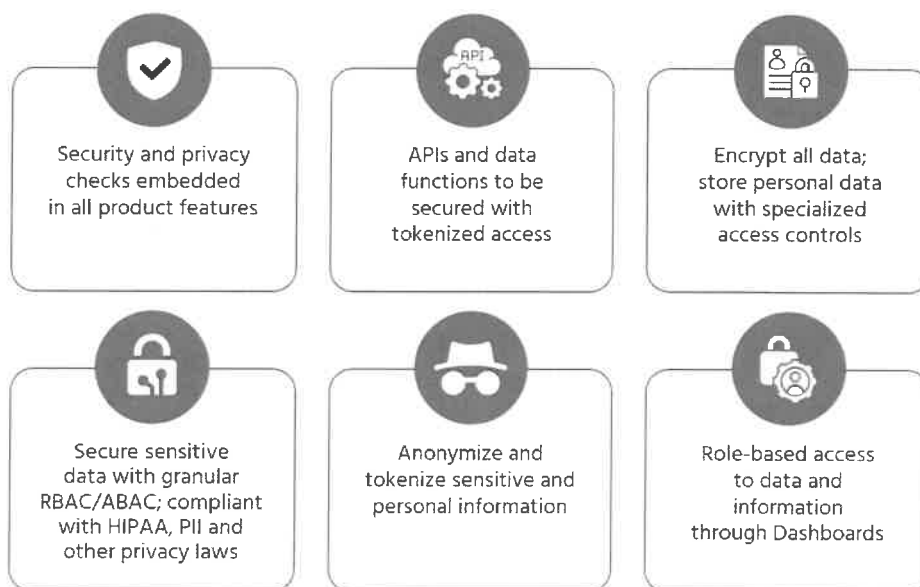 Security and privacy
checks embedded
in all product features
API
APIs and data
functions to be
secured with
tokenized access
Encrypt all data;
store personal data
with specialized
access controls
Secure sensitive
data with granular
RBAC/ABAC; compliant
with HIPAA, PII and
other privacy laws
Anonymize and
tokenize sensitive and
personal information
Role-based access
to data and
information
through Dashboards